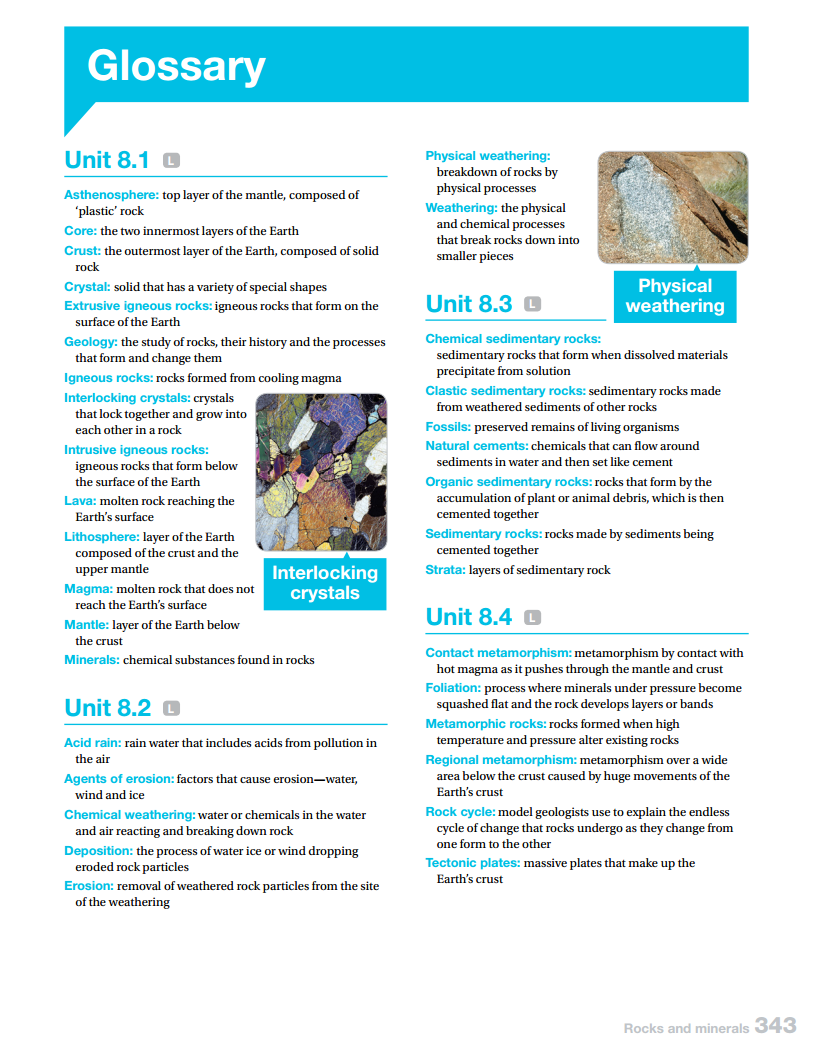 Glossary
Unit 8.1 L
Asthenosphere: top layer of the mantle, composed of
‘plastic’ rock
Core: the two innermost layers of the Earth
Crust: the outermost layer of the Earth, composed of solid
rock
Crystal: solid that has a variety of special shapes
Extrusive igneous rocks: igneous rocks that form on the
surface of the Earth
Geology: the study of rocks, their history and the processes
that form and change them
Igneous rocks: rocks formed from cooling magma
Interlocking crystals: crystals
that lock together and grow into
each other in a rock
Intrusive igneous rocks:
igneous rocks that form below
the surface of the Earth
Lava: molten rock reaching the
Earth’s surface
Lithosphere: layer of the Earth
composed of the crust and the
upper mantle
Magma: molten rock that does not
reach the Earth’s surface
Mantle: layer of the Earth below
the crust
Minerals: chemical substances found in rocks
Interlocking
crystals
Unit 8.2 L
Acid rain: rain water that includes acids from pollution in
the air
Agents of erosion: factors that cause erosion—water,
wind and ice
Chemical weathering: water or chemicals in the water
and air reacting and breaking down rock
Deposition: the process of water ice or wind dropping
eroded rock particles
Erosion: removal of weathered rock particles from the site
of the weathering
Physical weathering:
breakdown of rocks by
physical processes
Weathering: the physical
and chemical processes
that break rocks down into
smaller pieces
Physical
weathering
Unit 8.3 L
Chemical sedimentary rocks:
sedimentary rocks that form when dissolved materials
precipitate from solution
Clastic sedimentary rocks: sedimentary rocks made
from weathered sediments of other rocks
Fossils: preserved remains of living organisms
Natural cements: chemicals that can flow around
sediments in water and then set like cement
Organic sedimentary rocks: rocks that form by the
accumulation of plant or animal debris, which is then
cemented together
Sedimentary rocks: rocks made by sediments being
cemented together
Strata: layers of sedimentary rock
Unit 8.4 L
Contact metamorphism: metamorphism by contact with
hot magma as it pushes through the mantle and crust
Foliation: process where minerals under pressure become
squashed flat and the rock develops layers or bands
Metamorphic rocks: rocks formed when high
temperature and pressure alter existing rocks
Regional metamorphism: metamorphism over a wide
area below the crust caused by huge movements of the
Earth’s crust
Rock cycle: model geologists use to explain the endless
cycle of change that rocks undergo as they change from
one form to the other
Tectonic plates: massive plates that make up the
Earth’s crust
Rocks and minerals 343